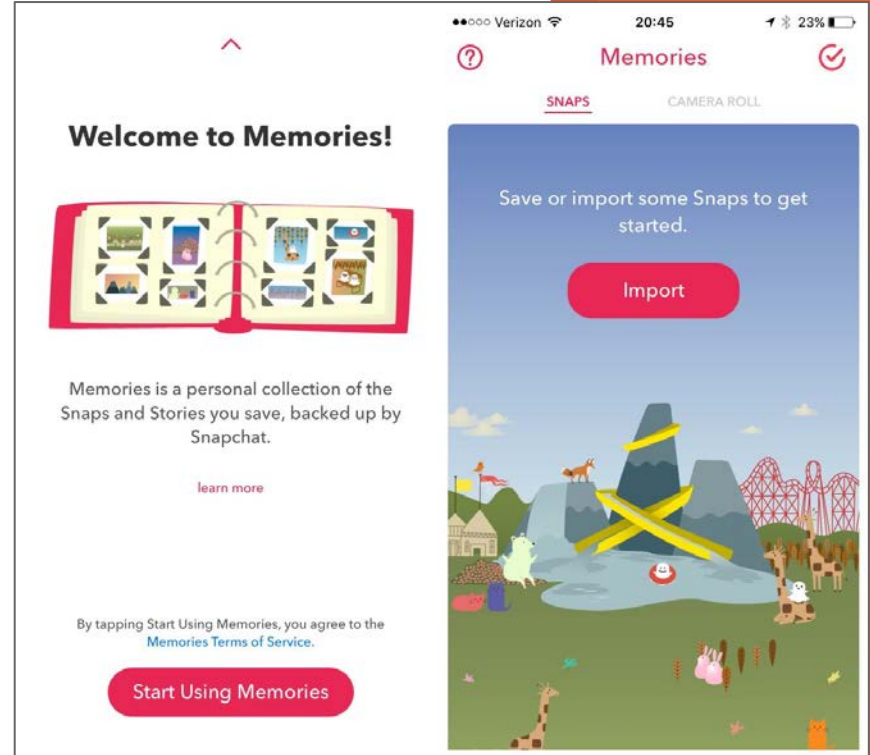 Welcome to Memories!
Memories is a personal collection of the
Snaps and Stories you save, backed up by
Snapchat.
learn more
By tapping Start Using Memories, you agree to the
Memories Terms of Service.
Start Using Memories
Verizon 20:45 23%
? Memories
SNAPS CAMERA ROLL
Save or import some Snaps to get
started.
Import